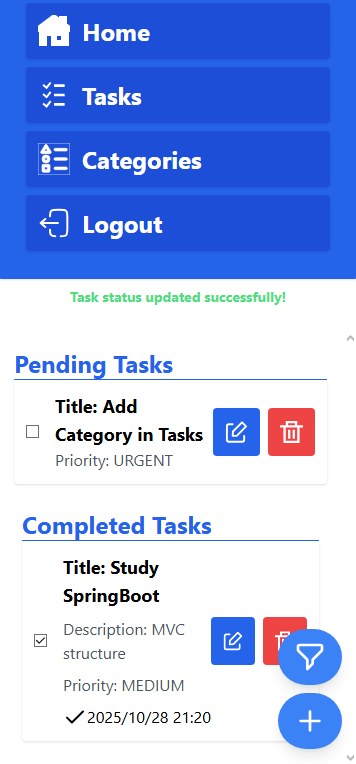 Home
Tasks
Categories
Logout
Task status updated successfully!
Pending Tasks
Title: Add
Category in Tasks
Priority: URGENT
Completed Tasks
Title: Study
SpringBoot
Description: MVC
structure
Priority: MEDIUM
2025/10/28 21:20